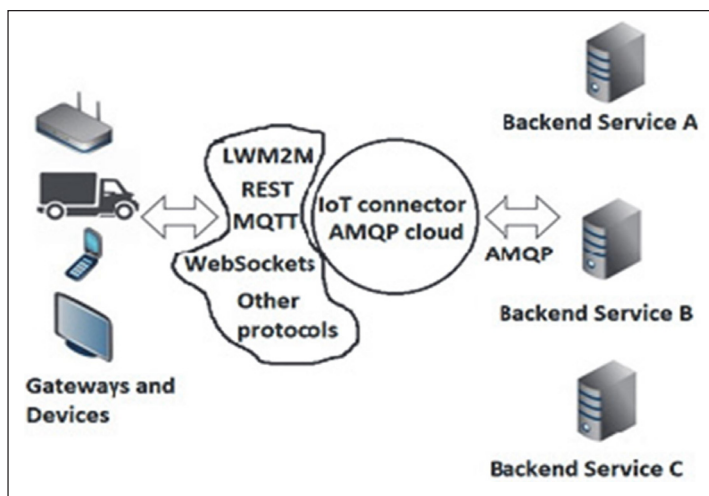 Gateways and
Devices
LWM2M
REST
MQTT
WebSockets
Other
protocols
IoT connector
AMQP cloud
AMQP
Backend Service A
Backend Service B
Backend Service C